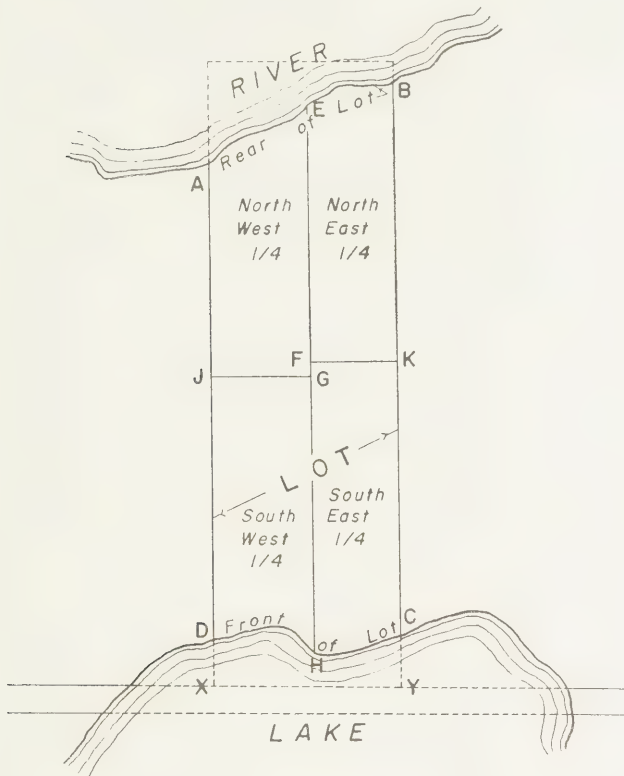 RIVER
B
E
Rear of Lot
A
North
West
1/4
North
East
1/4
F
K
J
G
LOT
South
West
1/4
South
East
1/4
D
Front of Lot
C
H
X
Y
LAKE